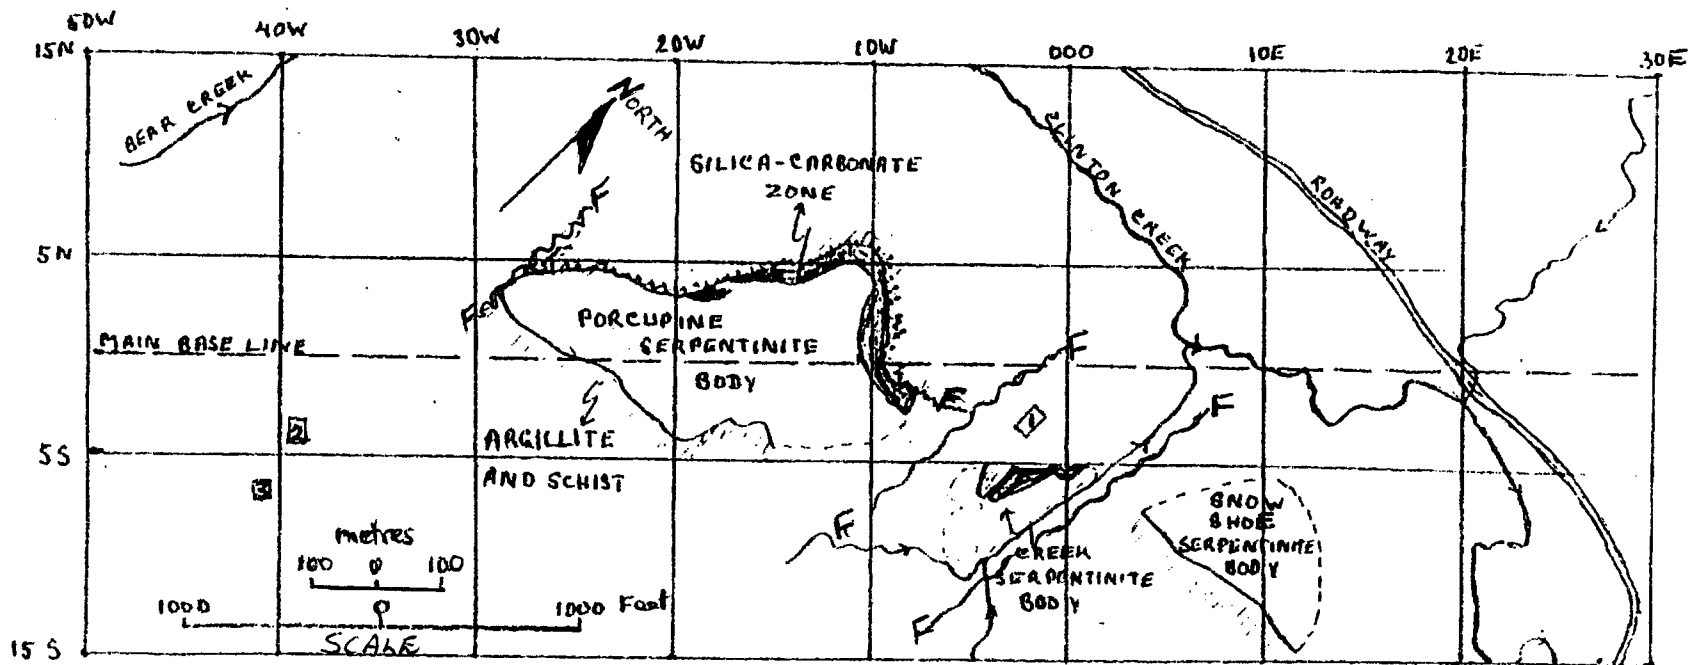 50W
40W
30W
20W
10W
000
10E
20E
30E
15N
BEAR CREEK
NORTH
SILICA-CARBONATE
ZONE
CLINTON CREEK
ROADWAY
F
5N
F
PORCUPINE
SERPENTINITE
BODY
MAIN BASE LINE
F
F
1
2
3
ARGILLITE
AND SCHIST
5S
F
F
SNOW
SHOE
SERPENTINITE
BODY
CREEK
SERPENTINITE
BODY
F
metres
100 0 100
1000 0 1000 Feet
SCALE
15 S